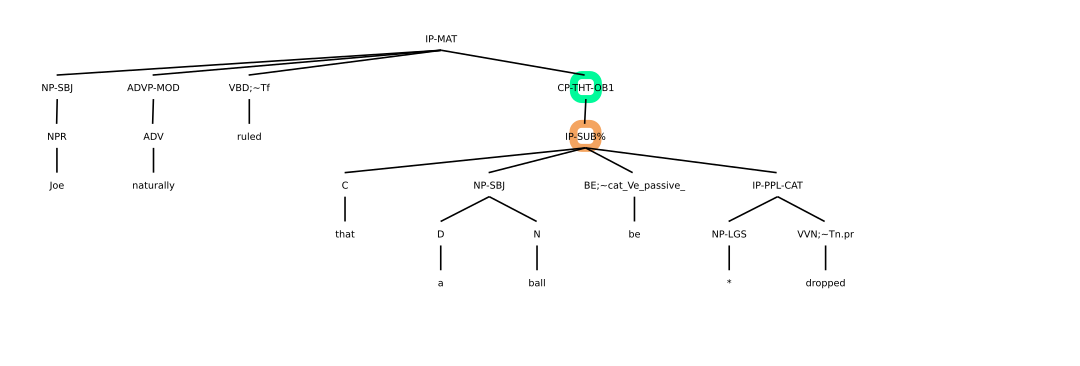 IP-MAT
NP-SBJ ADVP-MOD VBD;~Tf CP-THT-OB1
NPR ADV ruled IP-SUB%
Joe naturally C NP-SBJ BE;~cat_Ve_passive_ IP-PPL-CAT
that D N be NP-LGS VVN;~Tn.pr
a ball * dropped